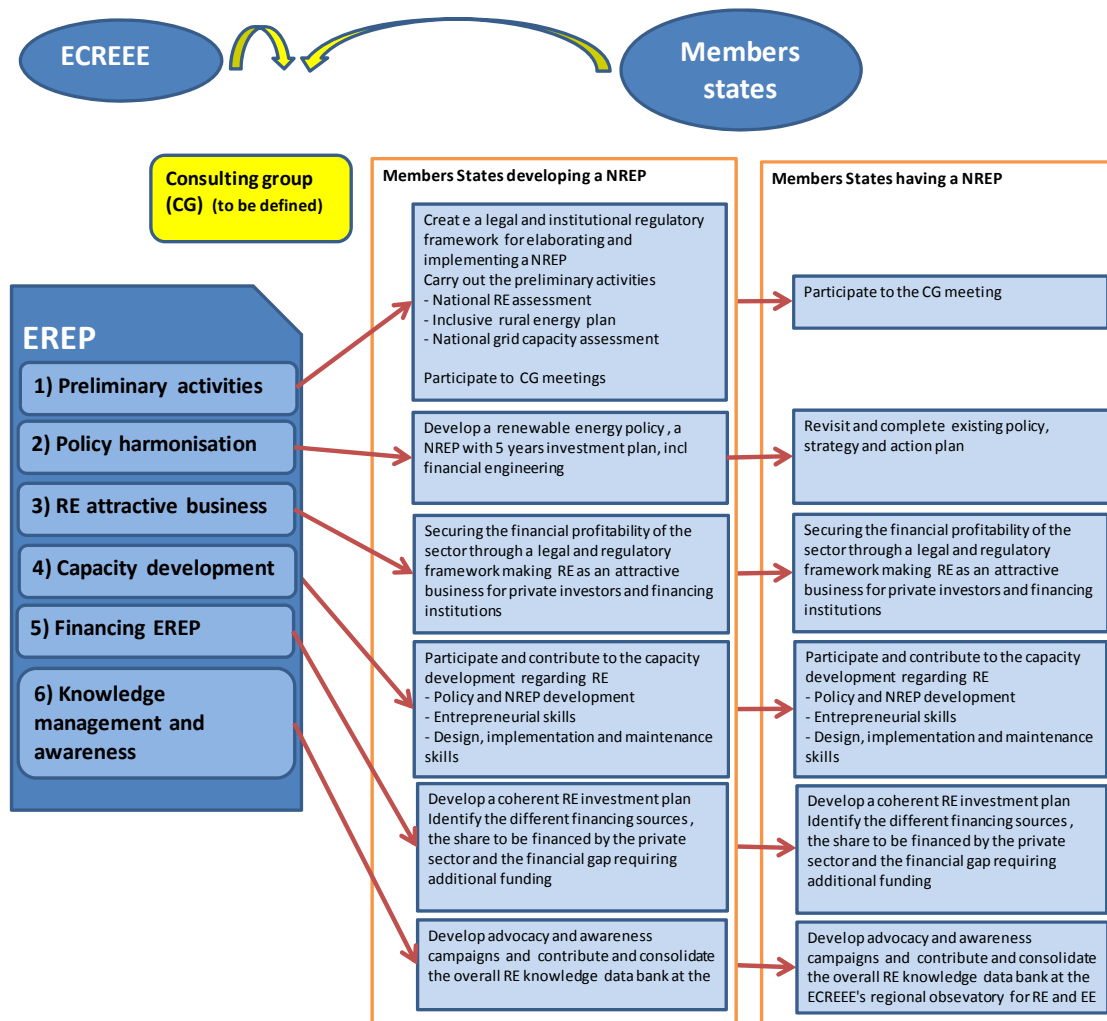 ECREEE
Members
states
Consulting group
(CG) (to be defined)
EREP
1) Preliminary activities
2) Policy harmonisation
3) RE attractive business
4) Capacity development
5) Financing EREP
6) Knowledge
management and
awareness
Members States developing a NREP
Creat e a legal and institutional regulatory
framework for elaborating and
implementing a NREP
Carry out the preliminary activities
- National RE assessment
- Inclusive rural energy plan
- National grid capacity assessment
Participate to CG meetings
Develop a renewable energy policy , a
NREP with 5 years investment plan, incl
financial engineering
Securing the financial profitability of the
sector through a legal and regulatory
framework making RE as an attractive
business for private investors and financing
institutions
Participate and contribute to the capacity
development regarding RE
- Policy and NREP development
- Entrepreneurial skills
- Design, implementation and maintenance
skills
Develop a coherent RE investment plan
Identify the different financing sources ,
the share to be financed by the private
sector and the financial gap requiring
additional funding
Develop advocacy and awareness
campaigns and contribute and consolidate
the overall RE knowledge data bank at the
Members States having a NREP
Participate to the CG meeting
Revisit and complete existing policy,
strategy and action plan
Securing the financial profitability of the
sector through a legal and regulatory
framework making RE as an attractive
business for private investors and financing
institutions
Participate and contribute to the capacity
development regarding RE
- Policy and NREP development
- Entrepreneurial skills
- Design, implementation and maintenance
skills
Develop a coherent RE investment plan
Identify the different financing sources ,
the share to be financed by the private
sector and the financial gap requiring
additional funding
Develop advocacy and awareness
campaigns and contribute and consolidate
the overall RE knowledge data bank at the
ECREEE's regional obsevatory for RE and EE